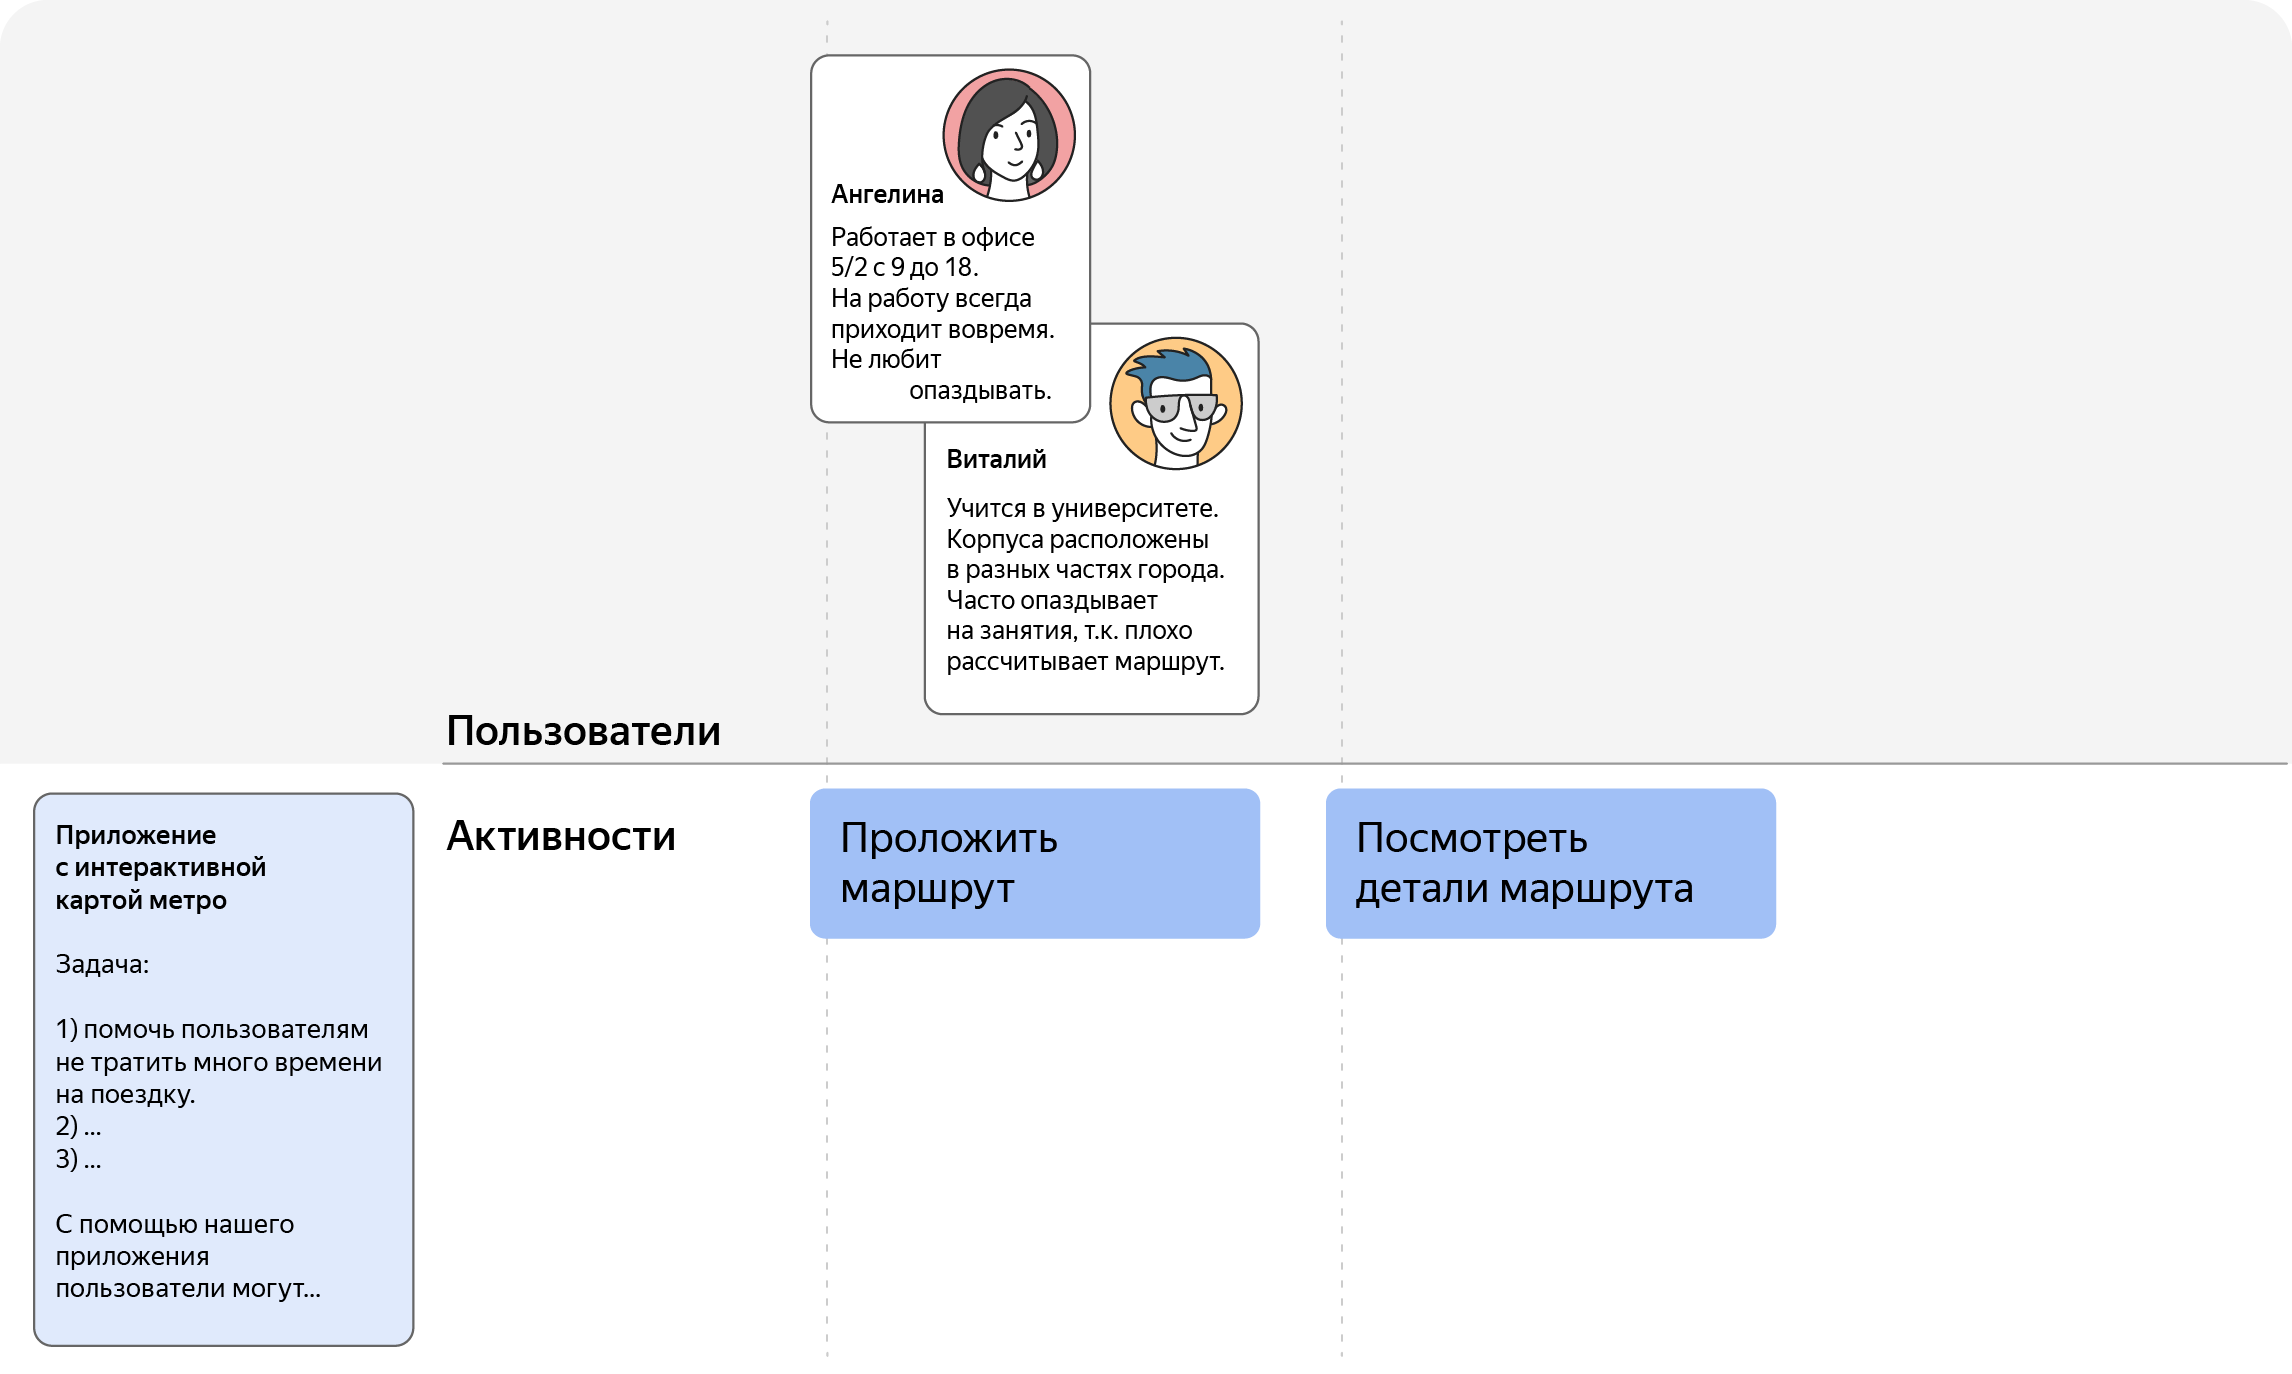 Ангелина
Работает в офисе
5/2 с 9 до 18.
На работу всегда
приходит вовремя.
Не любит
опаздывать.
Виталий
Учится в университете.
Корпуса расположены
в разных частях города.
Часто опаздывает
на занятия, т.к. плохо
рассчитывает маршрут.
Пользователи
Приложение
с интерактивной
картой метро
Задача:
1) помочь пользователям
не тратить много времени
на поездку.
2) ...
3) ...
С помощью нашего
приложения
пользователи могут...
Активности
Проложить
маршрут
Посмотреть
детали маршрута